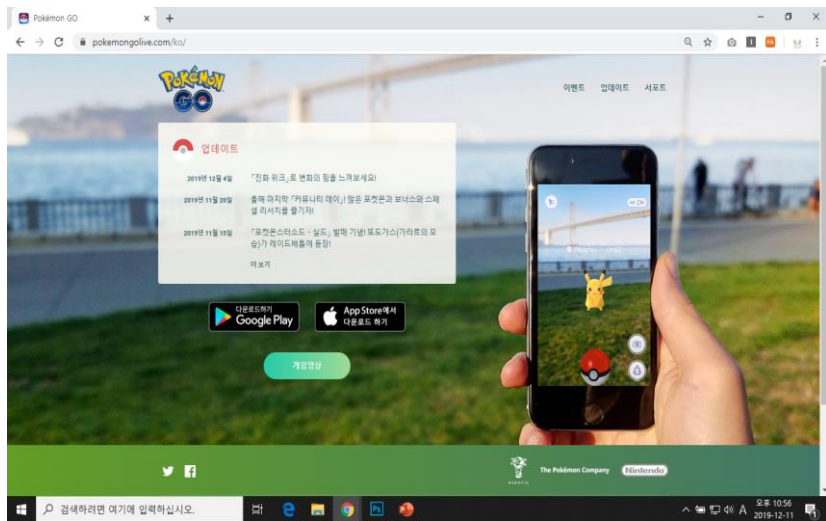 Pokémon GO
pokemongolive.com/ko/
POKÉMON
GO
이벤트 업데이트 서포트
업데이트
2019년 12월 4일 「진화 위크」로 변화의 힘을 느껴보세요!
2019년 11월 20일 올해 마지막 「커뮤니티 데이」! 많은 포켓몬과 보너스와 스페
셜 리서치를 즐기자!
2019년 11월 15일 「포켓몬스터소드・실드」 발매 기념! 또도가스(가라르의 모
습)가 레이드배틀에 등장!
더 보기
다운로드하기
Google Play
App Store에서
다운로드 하기
게임영상
NIANTIC
The Pokémon Company
Nintendo
검색하려면 여기에 입력하십시오.
Ps
A
오후 10:56
2019-12-11